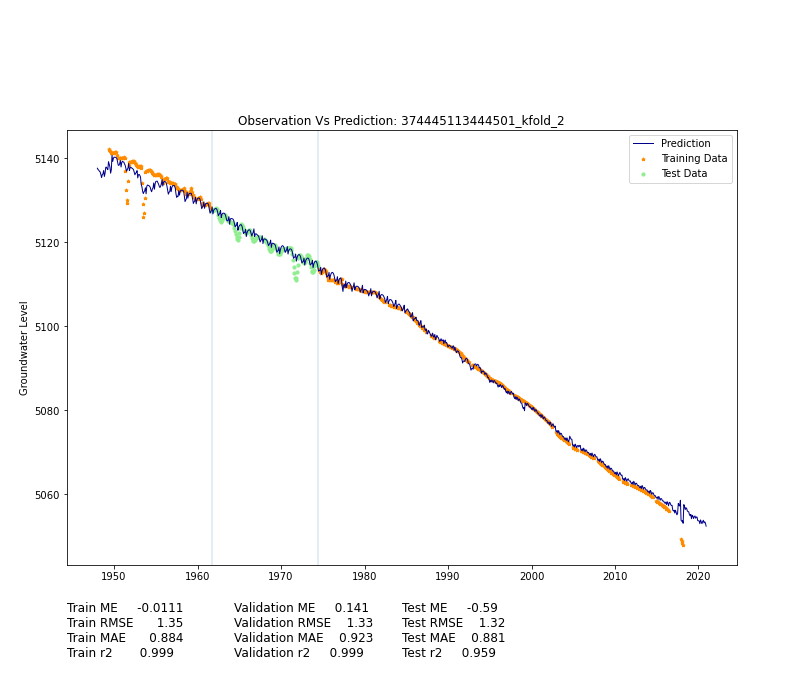 Observation Vs Prediction: 374445113444501_kfold_2
Prediction
Training Data
Test Data
Groundwater Level
5140
5120
5100
5080
5060
1950 1960 1970 1980 1990 2000 2010 2020
Train ME -0.0111 Validation ME 0.141 Test ME -0.59
Train RMSE 1.35 Validation RMSE 1.33 Test RMSE 1.32
Train MAE 0.884 Validation MAE 0.923 Test MAE 0.881
Train r2 0.999 Validation r2 0.999 Test r2 0.959